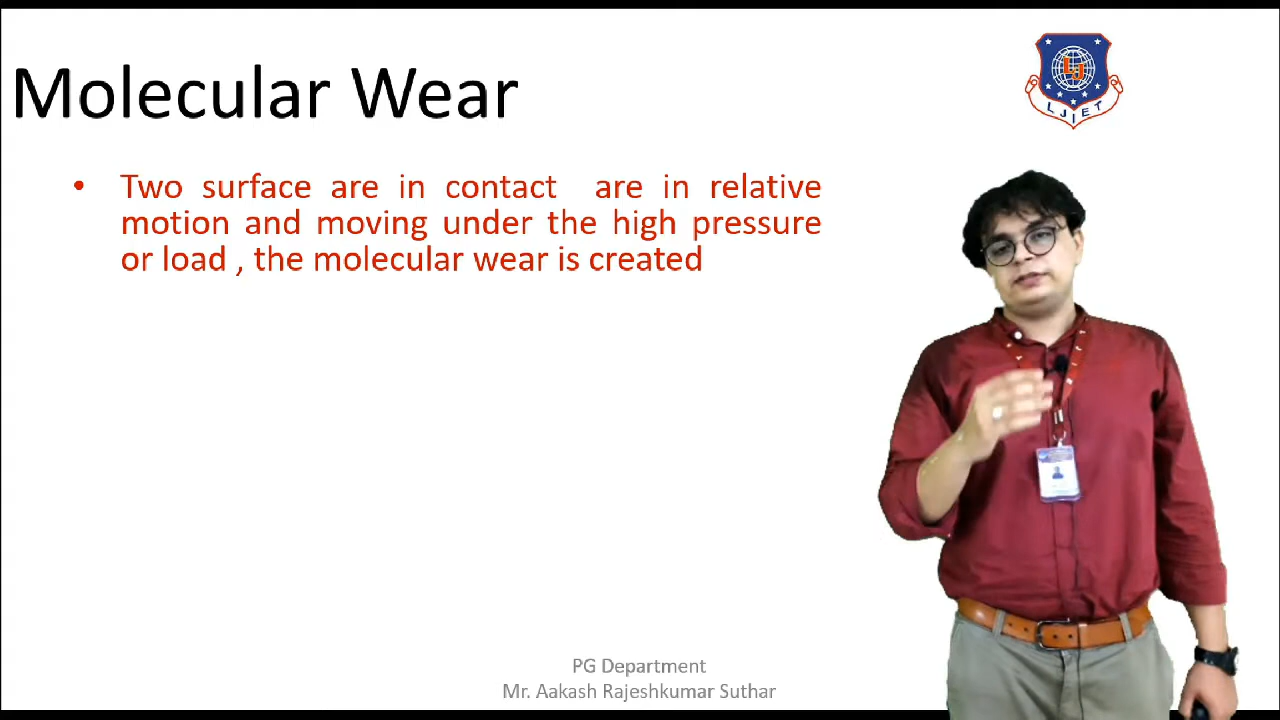 Molecular Wear
LJIET
• Two surface are in contact are in relative
motion and moving under the high pressure
or load , the molecular wear is created
PG Department
Mr. Aakash Rajeshkumar Suthar